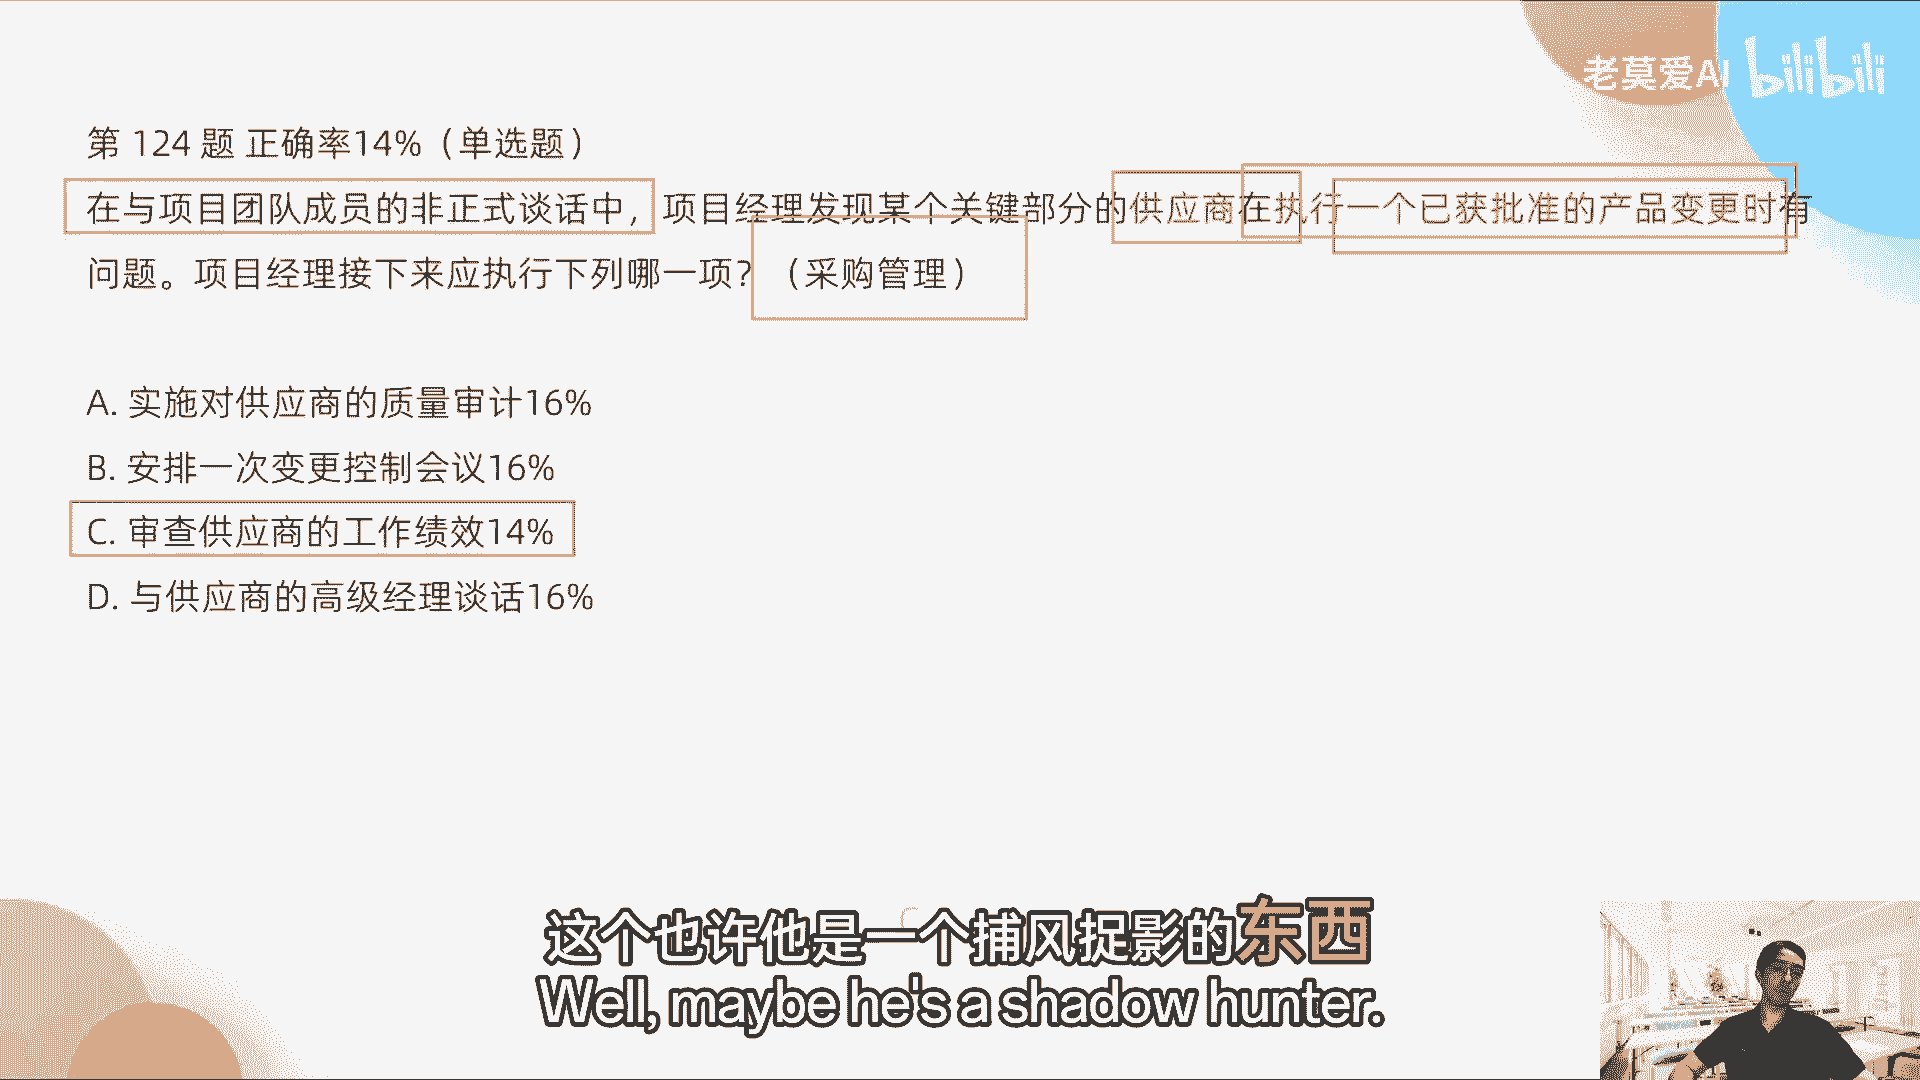 老莫爱AI bilibili
第 124 题 正确率14%（单选题）
在与项目团队成员的非正式谈话中，项目经理发现某个关键部分的供应商在执行一个已获批准的产品变更时有
问题。项目经理接下来应执行下列哪一项？（采购管理）
A. 实施对供应商的质量审计16%
B. 安排一次变更控制会议16%
C. 审查供应商的工作绩效14%
D. 与供应商的高级经理谈话16%
这个也许他是一个捕风捉影的东西
Well, maybe he's a shadow hunter.